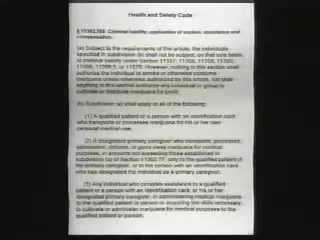 Health and Safety Code
§ 11362.765. Criminal liability; application of section, assistance and
compensation.
(a) Subject to the requirements of this article, the individuals
specified in subdivision (b) shall not be subject, on that sole basis,
to criminal liability under Section 11357, 11358, 11359, 11360,
11366, 11366.5, or 11570. However, nothing in this section shall
authorize the individual to smoke or otherwise consume
marijuana unless otherwise authorized by this article, nor shall
anything in this section authorize any individual or group to
cultivate or distribute marijuana for profit.
(b) Subdivision (a) shall apply to all of the following:
(1) A qualified patient or a person with an identification card
who transports or processes marijuana for his or her own
personal medical use.
(2) A designated primary caregiver who transports, processes,
administers, delivers, or gives away marijuana for medical
purposes, in amounts not exceeding those established in
subdivision (a) of Section 11362.77, only to the qualified patient of
the primary caregiver, or to the person with an identification card
who has designated the individual as a primary caregiver.
(3) Any individual who provides assistance to a qualified
patient or a person with an identification card, or his or her
designated primary caregiver, in administering medical marijuana
to the qualified patient or person or acquiring the skills necessary
to cultivate or administer marijuana for medical purposes to the
qualified patient or person.